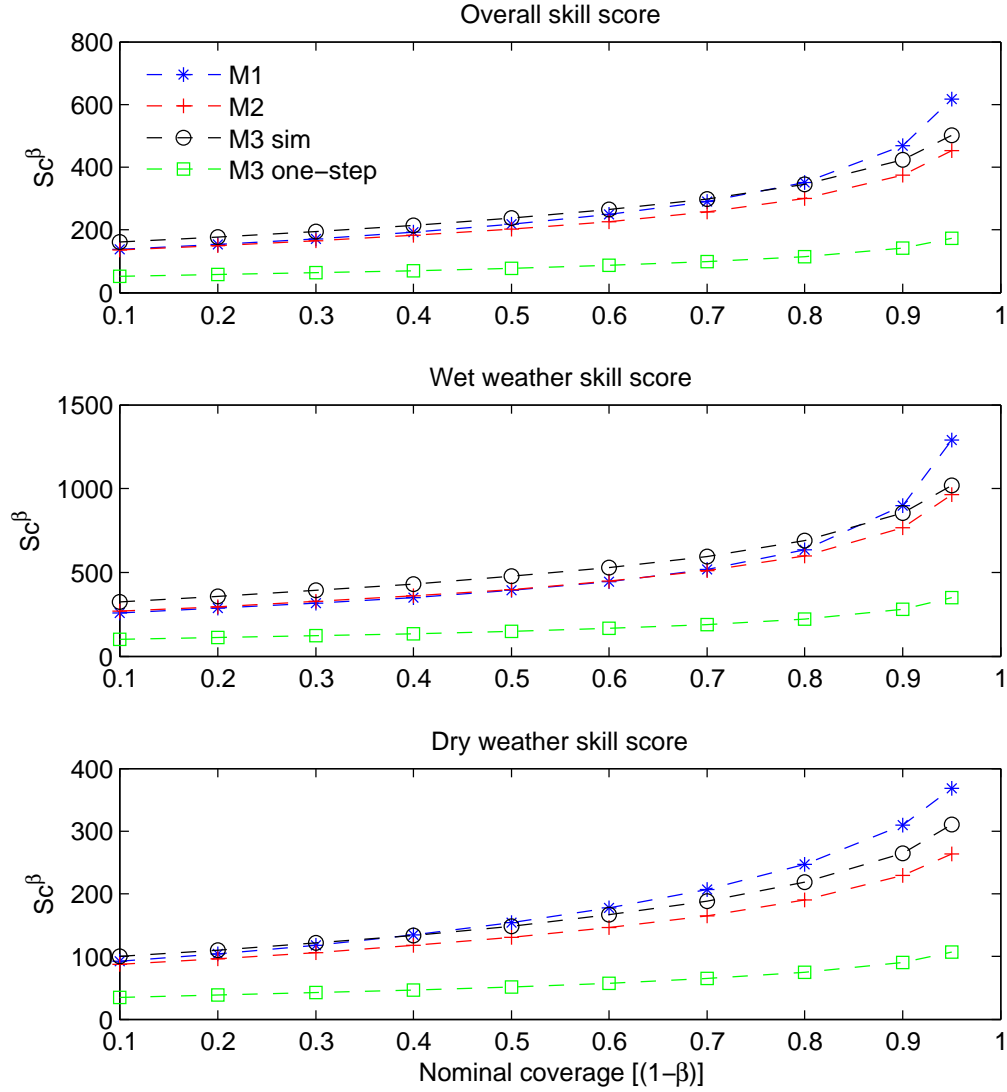 Overall skill score
800
600
400
200
0
Sc^β
M1
M2
M3 sim
M3 one−step
0.1 0.2 0.3 0.4 0.5 0.6 0.7 0.8 0.9 1
Wet weather skill score
1500
1000
500
0
Sc^β
0.1 0.2 0.3 0.4 0.5 0.6 0.7 0.8 0.9 1
Dry weather skill score
400
300
200
100
0
Sc^β
0.1 0.2 0.3 0.4 0.5 0.6 0.7 0.8 0.9 1
Nominal coverage [(1−β)]